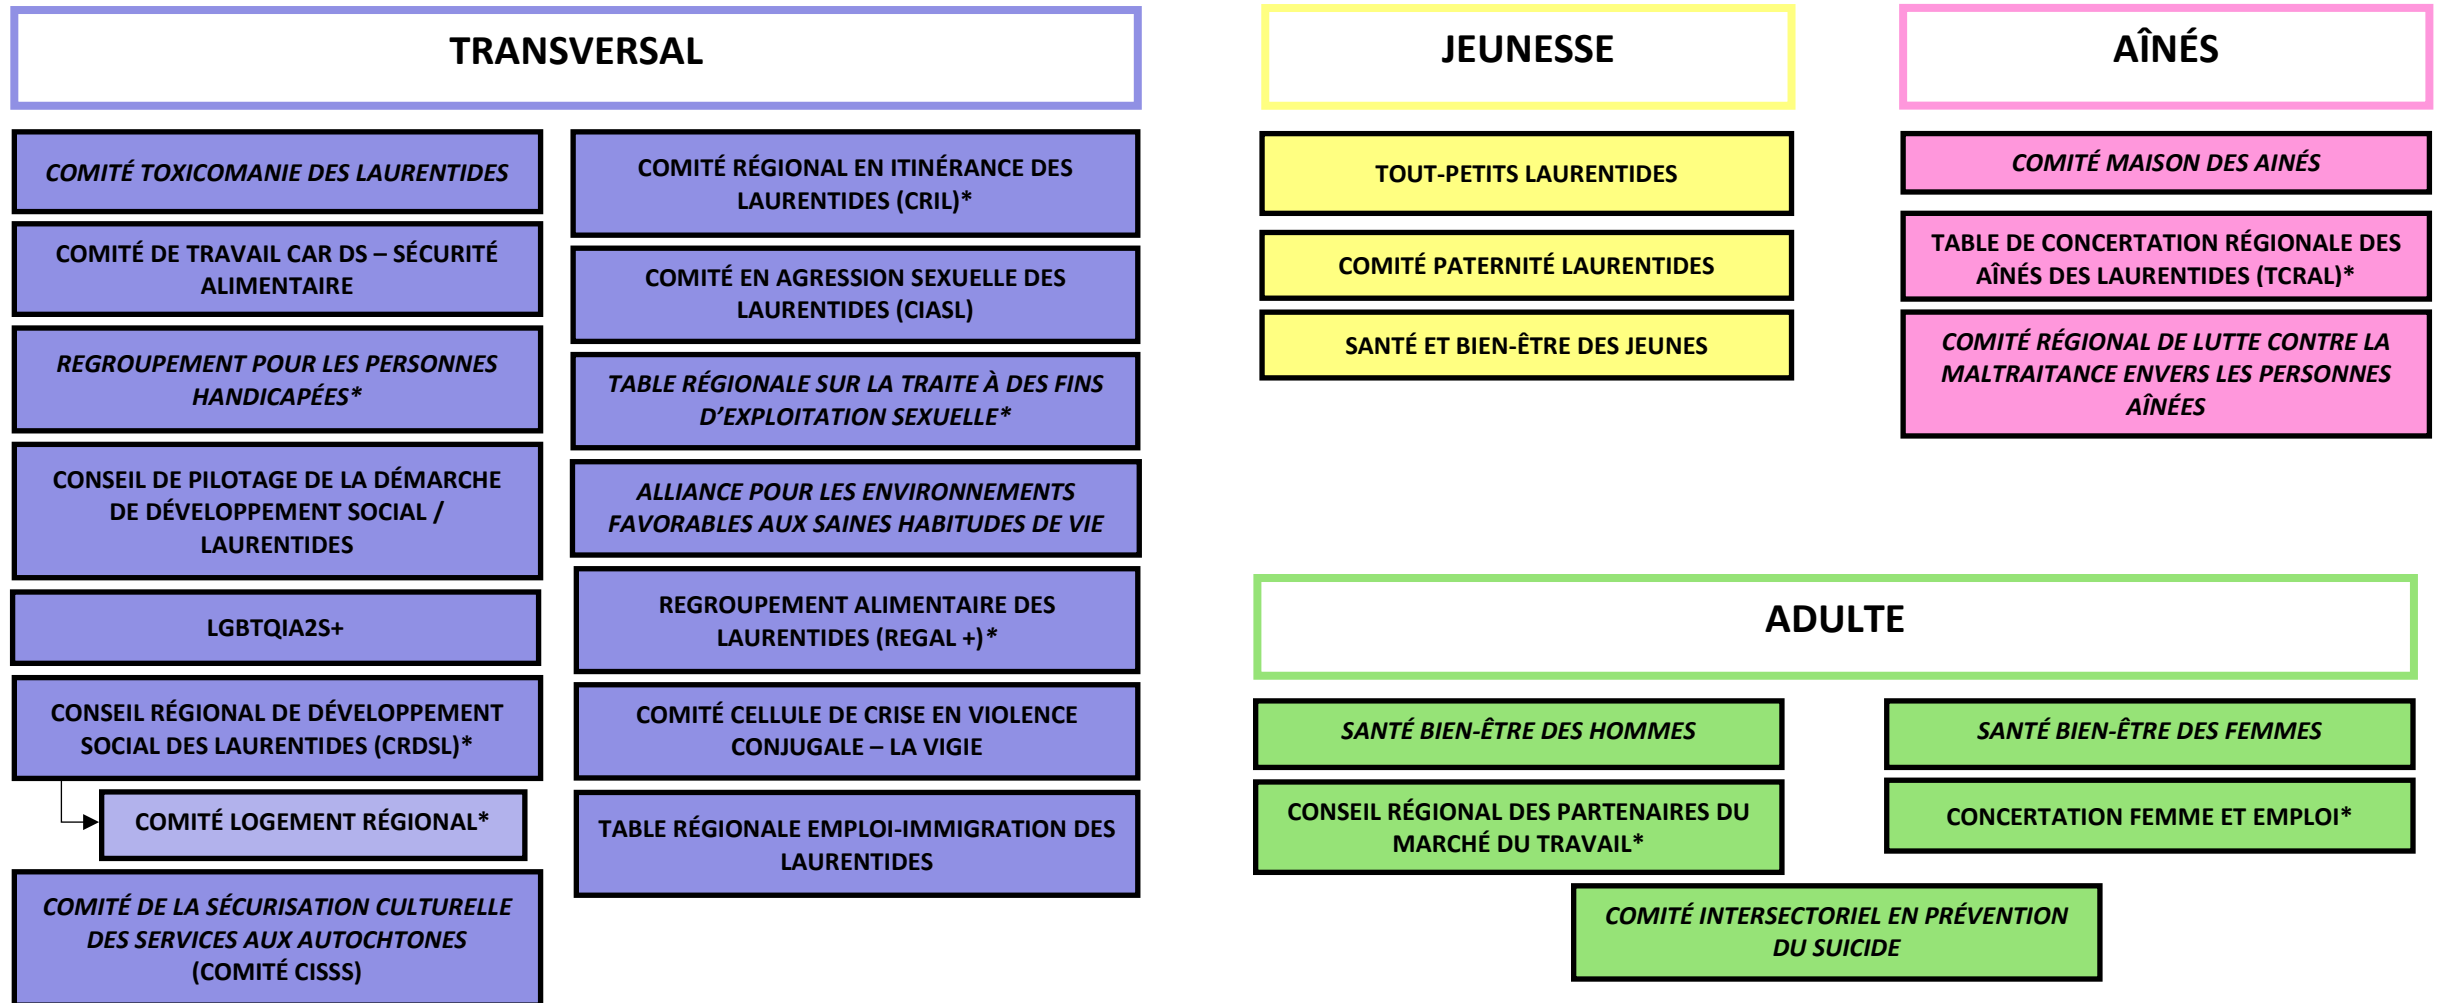 TRANSVERSAL
COMITÉ TOXICOMANIE DES LAURENTIDES
COMITÉ DE TRAVAIL CAR DS – SÉCURITÉ
ALIMENTAIRE
REGROUPEMENT POUR LES PERSONNES
HANDICAPÉES*
CONSEIL DE PILOTAGE DE LA DÉMARCHE
DE DÉVELOPPEMENT SOCIAL /
LAURENTIDES
LGBTQIA2S+
CONSEIL RÉGIONAL DE DÉVELOPPEMENT
SOCIAL DES LAURENTIDES (CRDSL)*
COMITÉ LOGEMENT RÉGIONAL*
COMITÉ DE LA SÉCURISATION CULTURELLE
DES SERVICES AUX AUTOCHTONES
(COMITÉ CISSS)
COMITÉ RÉGIONAL EN ITINÉRANCE DES
LAURENTIDES (CRIL)*
COMITÉ EN AGRESSION SEXUELLE DES
LAURENTIDES (CIASL)
TABLE RÉGIONALE SUR LA TRAITE À DES FINS
D’EXPLOITATION SEXUELLE*
ALLIANCE POUR LES ENVIRONNEMENTS
FAVORABLES AUX SAINES HABITUDES DE VIE
REGROUPEMENT ALIMENTAIRE DES
LAURENTIDES (REGAL +)*
COMITÉ CELLULE DE CRISE EN VIOLENCE
CONJUGALE – LA VIGIE
TABLE RÉGIONALE EMPLOI-IMMIGRATION DES
LAURENTIDES
JEUNESSE
TOUT-PETITS LAURENTIDES
COMITÉ PATERNITÉ LAURENTIDES
SANTÉ ET BIEN-ÊTRE DES JEUNES
AÎNÉS
COMITÉ MAISON DES AINÉS
TABLE DE CONCERTATION RÉGIONALE DES
AÎNÉS DES LAURENTIDES (TCRAL)*
COMITÉ RÉGIONAL DE LUTTE CONTRE LA
MALTRAITANCE ENVERS LES PERSONNES
AÎNÉES
ADULTE
SANTÉ BIEN-ÊTRE DES HOMMES
SANTÉ BIEN-ÊTRE DES FEMMES
CONSEIL RÉGIONAL DES PARTENAIRES DU
MARCHÉ DU TRAVAIL*
CONCERTATION FEMME ET EMPLOI*
COMITÉ INTERSECTORIEL EN PRÉVENTION
DU SUICIDE